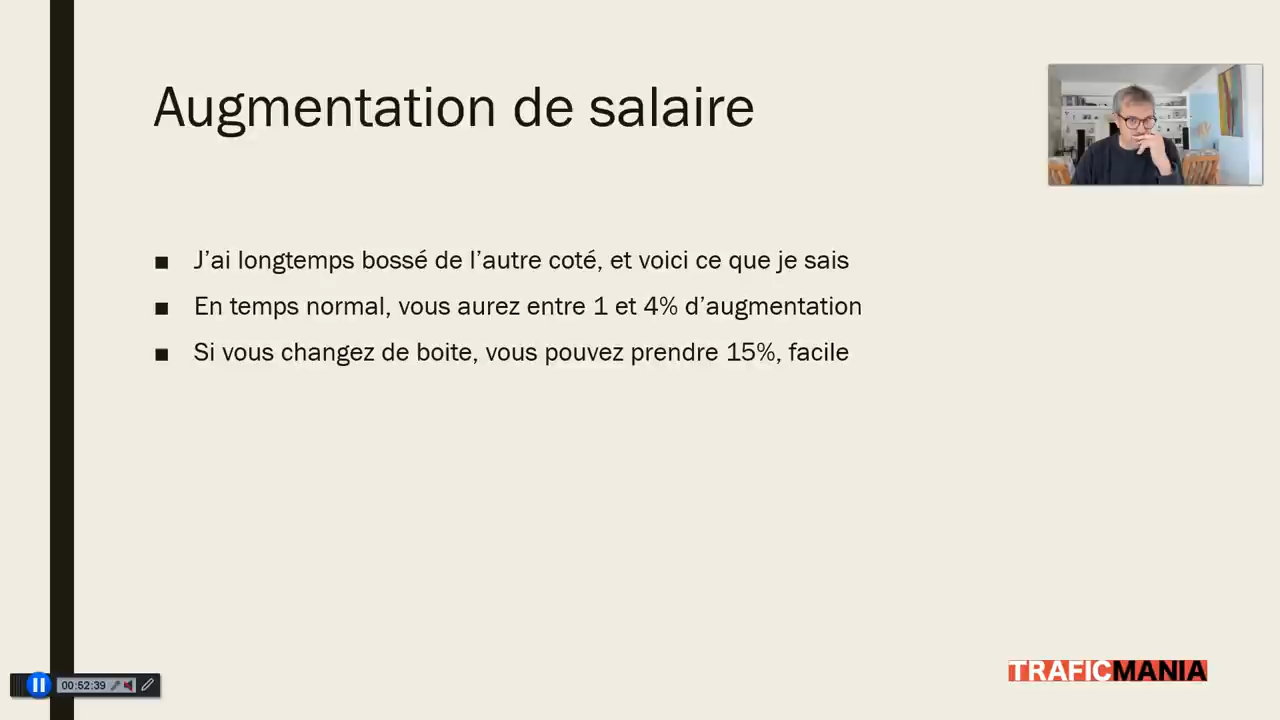 Augmentation de salaire
■ J’ai longtemps bossé de l’autre coté, et voici ce que je sais
■ En temps normal, vous aurez entre 1 et 4% d’augmentation
■ Si vous changez de boite, vous pouvez prendre 15%, facile
TRAFICMANIA
00:52:39